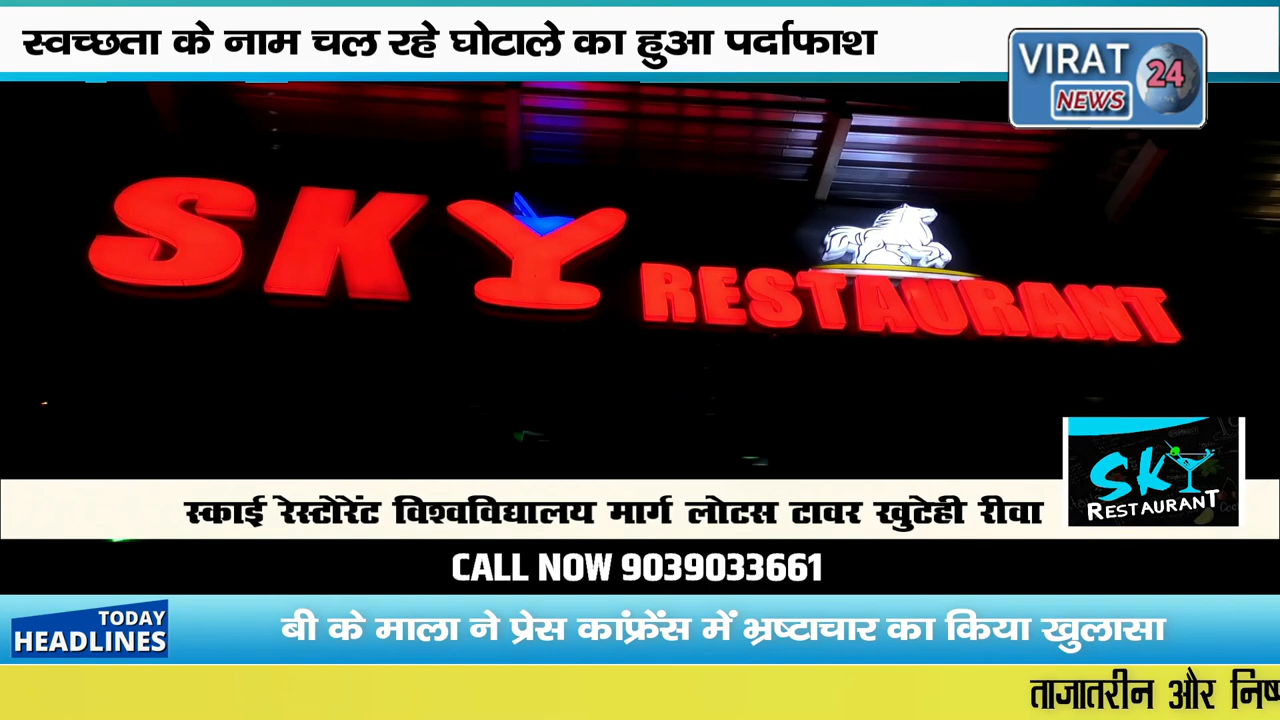 स्वच्छता के नाम चल रहे घोटाले का हुआ पर्दाफाश
VIRAT
24
NEWS
SKY
RESTAURANT
SKY
RESTAURANT
स्काई रेस्टोरेंट विश्वविद्यालय मार्ग लोटस टावर खुटेही रीवा
CALL NOW 9039033661
TODAY
HEADLINES
बी के माला ने प्रेस कांफ्रेंस में भ्रष्टाचार का किया खुलासा
ताजातरीन और